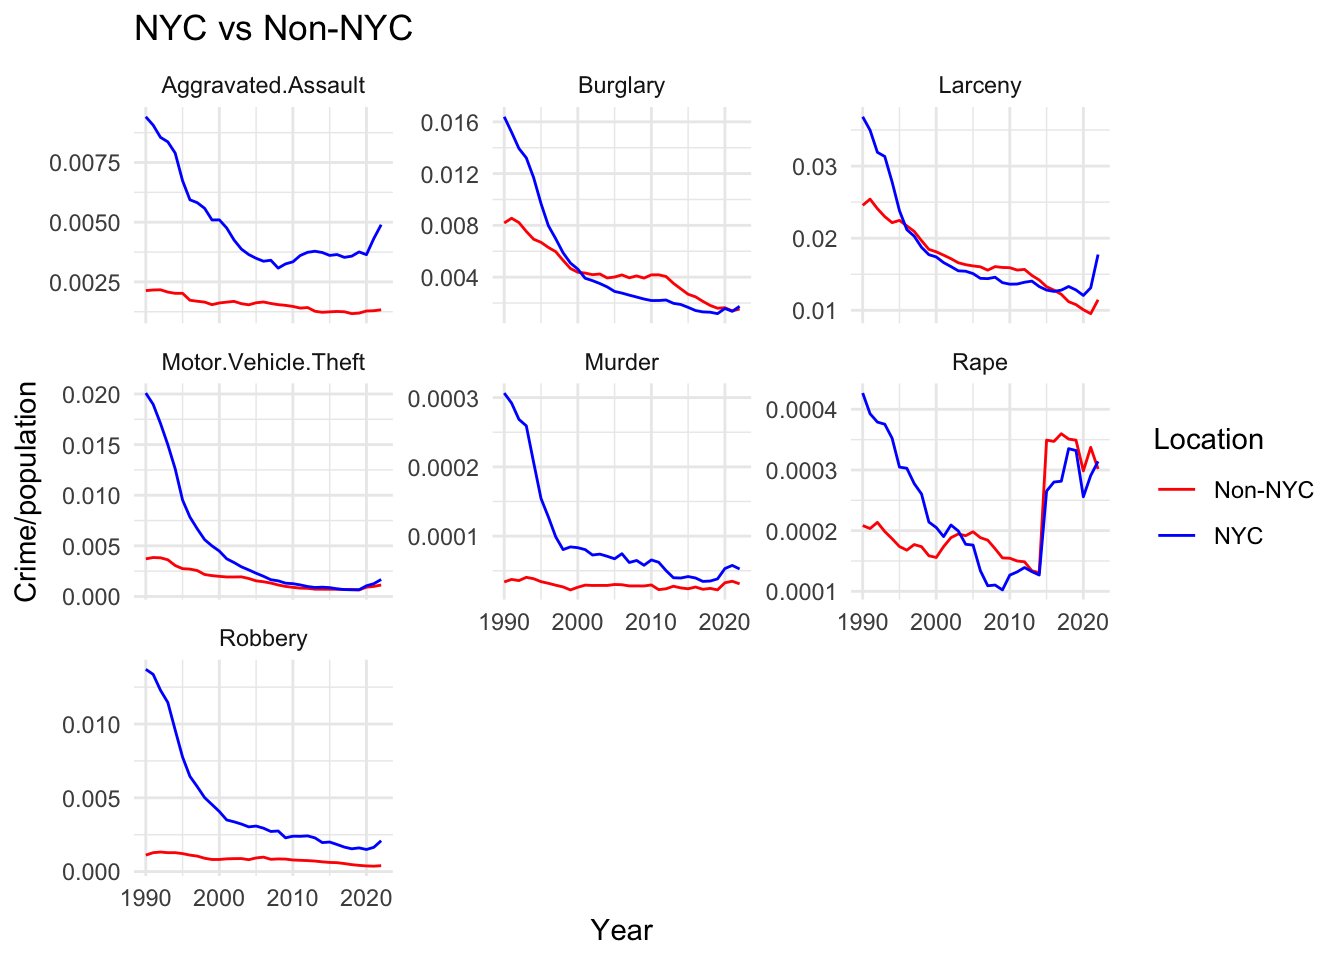 NYC vs Non-NYC
Aggravated.Assault
Burglary
Larceny
0.0075
0.0050
0.0025
0.016
0.012
0.008
0.004
0.03
0.02
0.01
Motor.Vehicle.Theft
Murder
Rape
0.020
0.015
0.010
0.005
0.000
0.0003
0.0002
0.0001
1990 2000 2010 2020
0.0004
0.0003
0.0002
0.0001
1990 2000 2010 2020
Robbery
0.010
0.005
0.000
1990 2000 2010 2020
Crime/population
Year
Location
Non-NYC
NYC